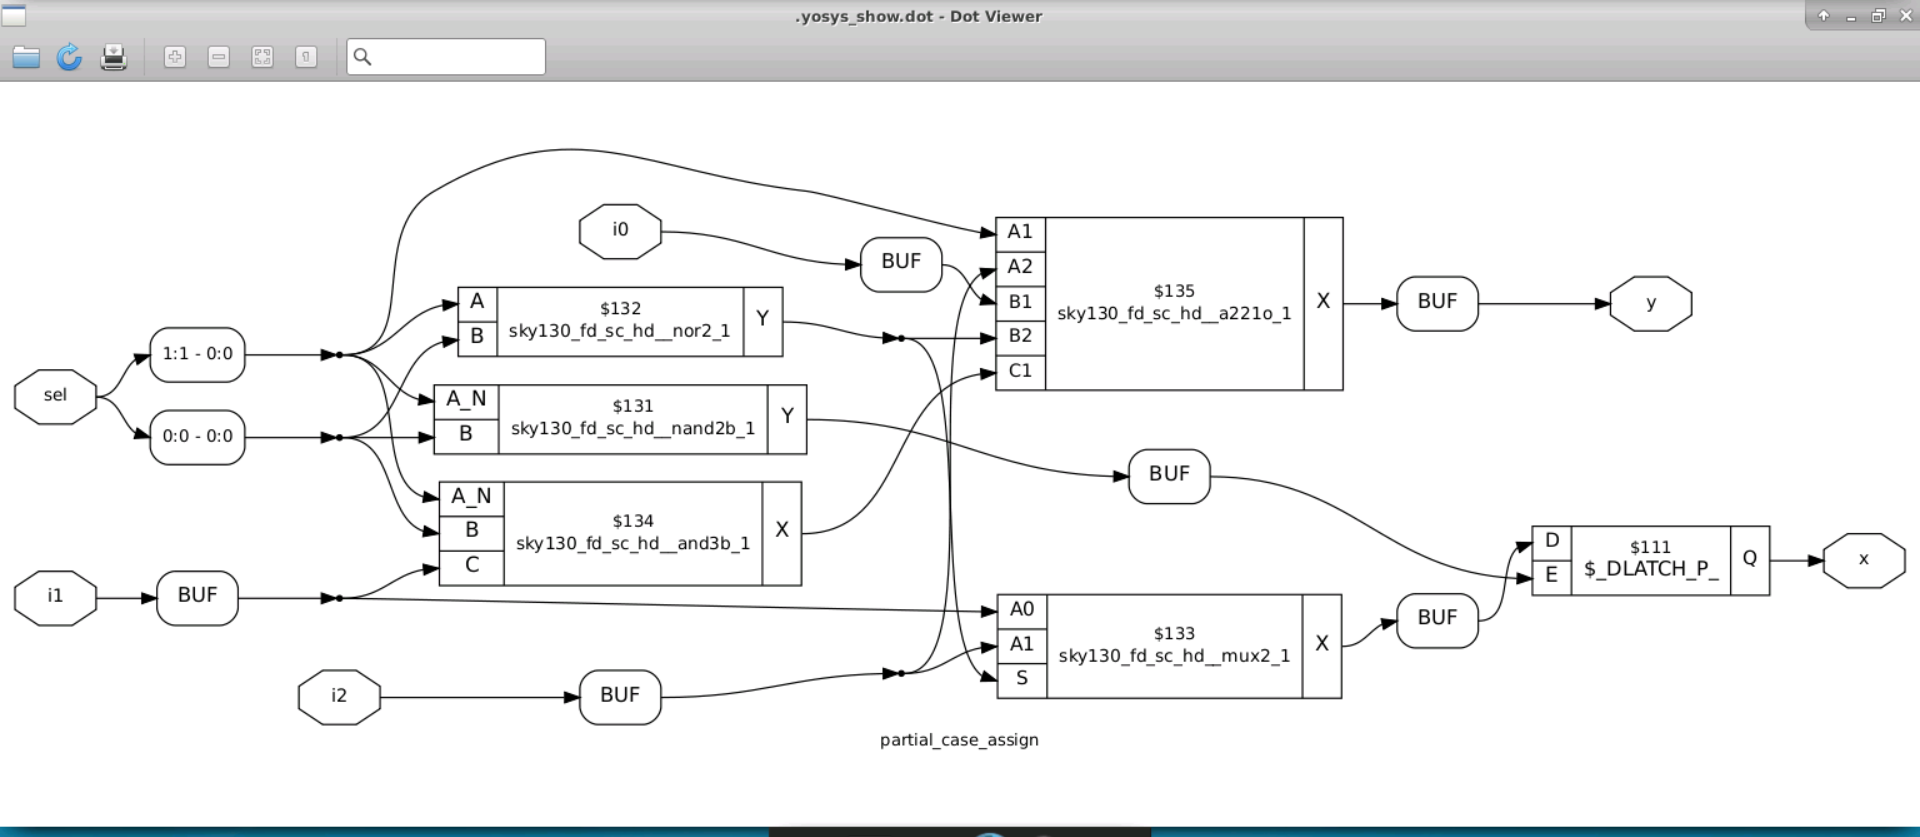 .yosys_show.dot - Dot Viewer
i0
BUF
A1
A2
B1
B2
C1
$135
sky130_fd_sc_hd__a221o_1
X
BUF
y
A
B
$132
sky130_fd_sc_hd__nor2_1
Y
sel
1:1 - 0:0
0:0 - 0:0
A_N
B
$131
sky130_fd_sc_hd__nand2b_1
Y
BUF
A_N
B
C
$134
sky130_fd_sc_hd__and3b_1
X
D
E
$111
$_DLATCH_P_
Q
x
i1
BUF
A0
A1
S
$133
sky130_fd_sc_hd__mux2_1
X
BUF
i2
BUF
partial_case_assign